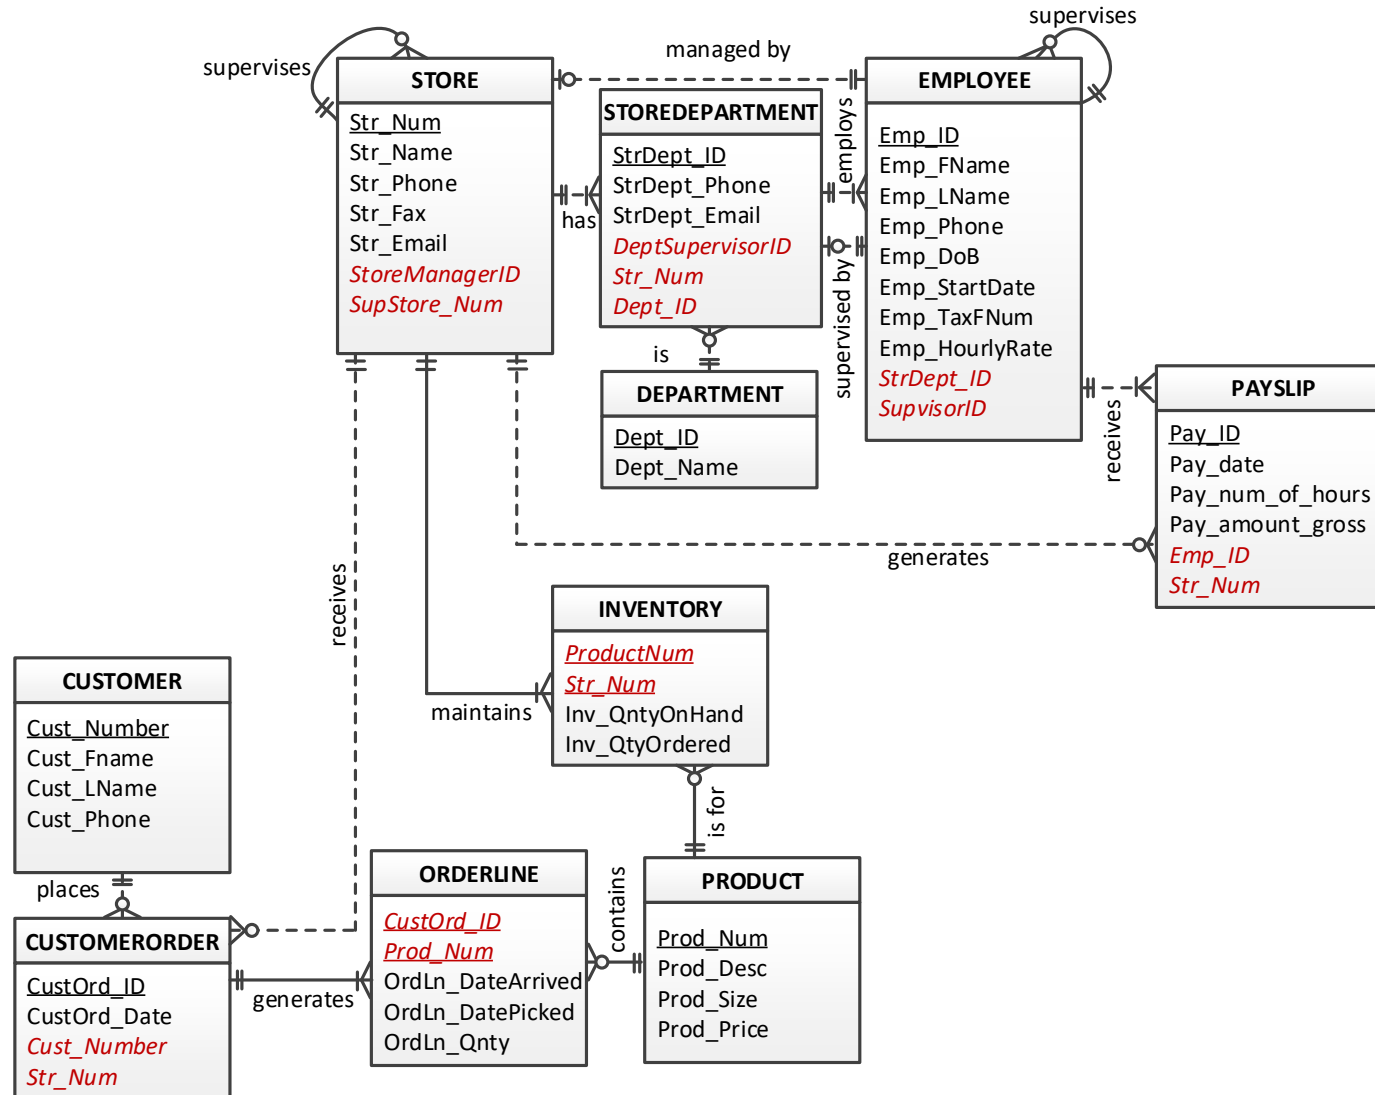 supervises
managed by
supervises
STORE
Str_Num
Str_Name
Str_Phone
Str_Fax
Str_Email
StoreManagerID
SupStore_Num
has
STOREDEPARTMENT
StrDept_ID
StrDept_Phone
StrDept_Email
DeptSupervisorID
Str_Num
Dept_ID
employs
supervised by
EMPLOYEE
Emp_ID
Emp_FName
Emp_LName
Emp_Phone
Emp_DoB
Emp_StartDate
Emp_TaxFNum
Emp_HourlyRate
StrDept_ID
SupvisorID
is
DEPARTMENT
Dept_ID
Dept_Name
receives
PAYSLIP
Pay_ID
Pay_date
Pay_num_of_hours
Pay_amount_gross
Emp_ID
Str_Num
generates
receives
maintains
INVENTORY
ProductNum
Str_Num
Inv_QntyOnHand
Inv_QtyOrdered
is for
CUSTOMER
Cust_Number
Cust_Fname
Cust_LName
Cust_Phone
places
CUSTOMERORDER
CustOrd_ID
CustOrd_Date
Cust_Number
Str_Num
generates
ORDERLINE
CustOrd_ID
Prod_Num
OrdLn_DateArrived
OrdLn_DatePicked
OrdLn_Qnty
contains
PRODUCT
Prod_Num
Prod_Desc
Prod_Size
Prod_Price